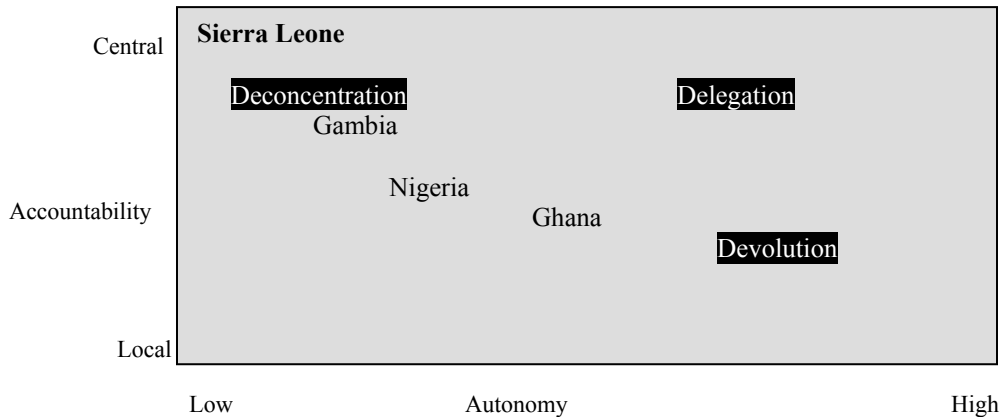 Central
Sierra Leone
Deconcentration
Delegation
Gambia
Nigeria
Accountability
Ghana
Devolution
Local
Low
Autonomy
High